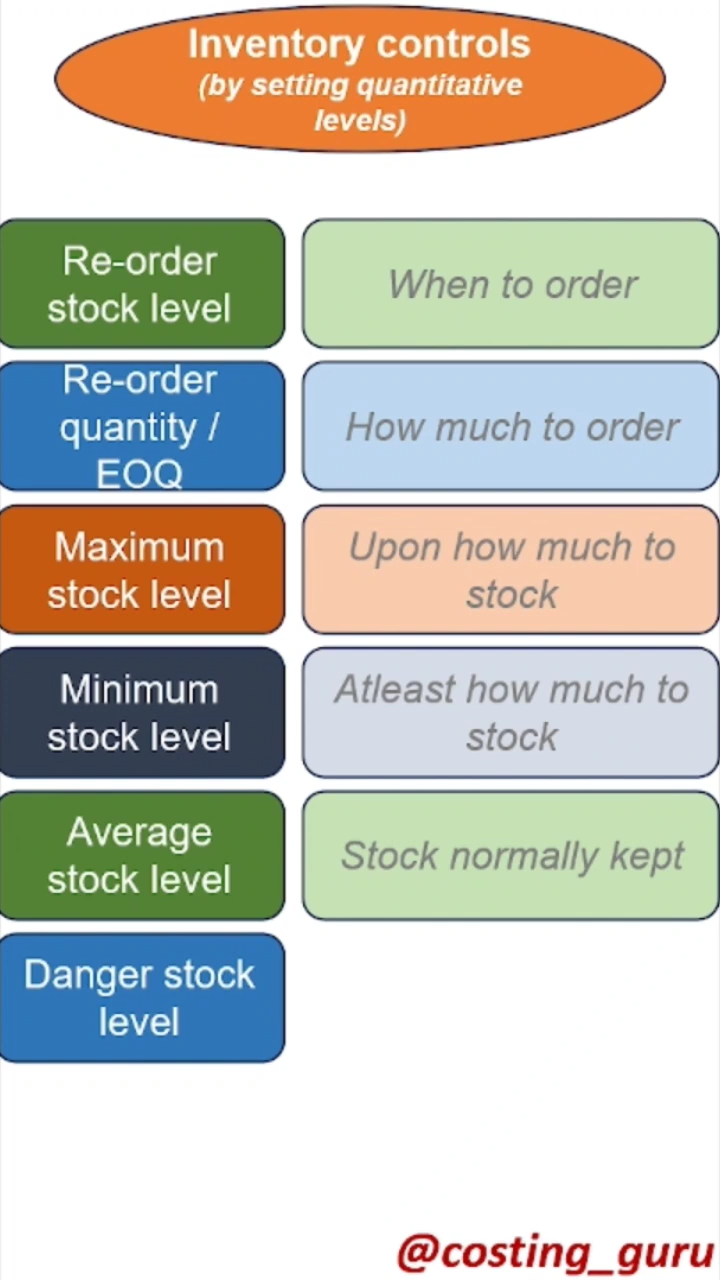 Inventory controls
(by setting quantitative
levels)
Re-order
stock level
When to order
Re-order
quantity /
EOQ
How much to order
Maximum
stock level
Upon how much to
stock
Minimum
stock level
Atleast how much to
stock
Average
stock level
Stock normally kept
Danger stock
level
@costing_guru